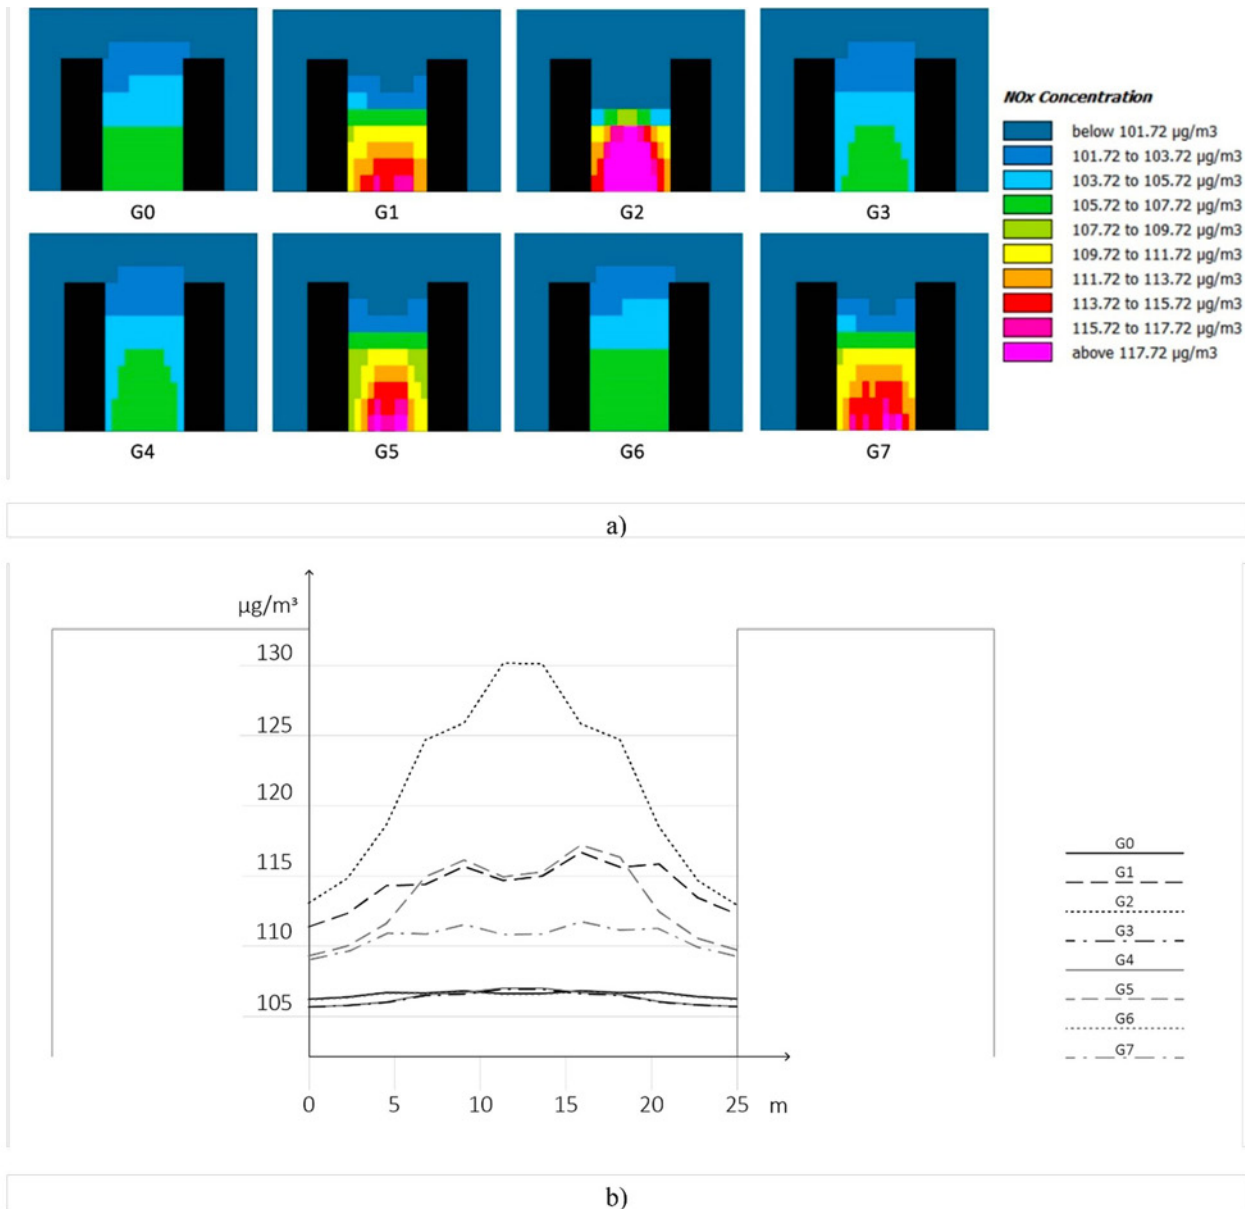 G0 G1 G2 G3
G4 G5 G6 G7
NOx Concentration
below 101.72 µg/m3
101.72 to 103.72 µg/m3
103.72 to 105.72 µg/m3
105.72 to 107.72 µg/m3
107.72 to 109.72 µg/m3
109.72 to 111.72 µg/m3
111.72 to 113.72 µg/m3
113.72 to 115.72 µg/m3
115.72 to 117.72 µg/m3
above 117.72 µg/m3
a)
µg/m³
130
125
120
115
110
105
0 5 10 15 20 25 m
G0
G1
G2
G3
G4
G5
G6
G7
b)